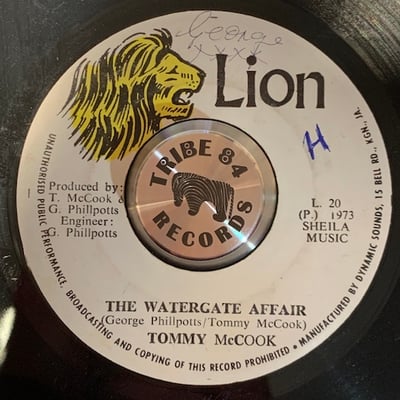 George
xxxx
Lion
H
TRIBE 84
RECORDS
Produced by:
T. McCook &
G. Phillpotts
Engineer:
G. Phillpotts
L. 20
(P.) 1973
SHEILA
MUSIC
THE WATERGATE AFFAIR
(George Phillpotts/Tommy McCook)
TOMMY McCOOK
UNAUTHORISED PUBLIC PERFORMANCE, BROADCASTING AND COPYING OF THIS RECORD PROHIBITED • MANUFACTURED BY DYNAMIC SOUNDS, 15 BELL RD., KGN., JA.